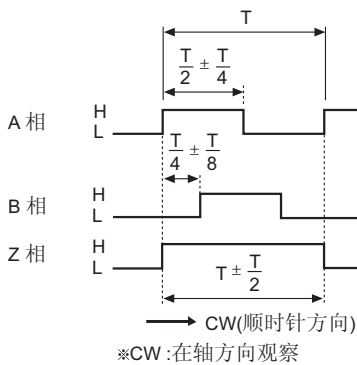 T
T/2 ± T/4
A 相 H
L
T/4 ± T/8
B 相 H
L
Z 相 H
L
T ± T/2
CW(顺时针方向)
※CW :在轴方向观察